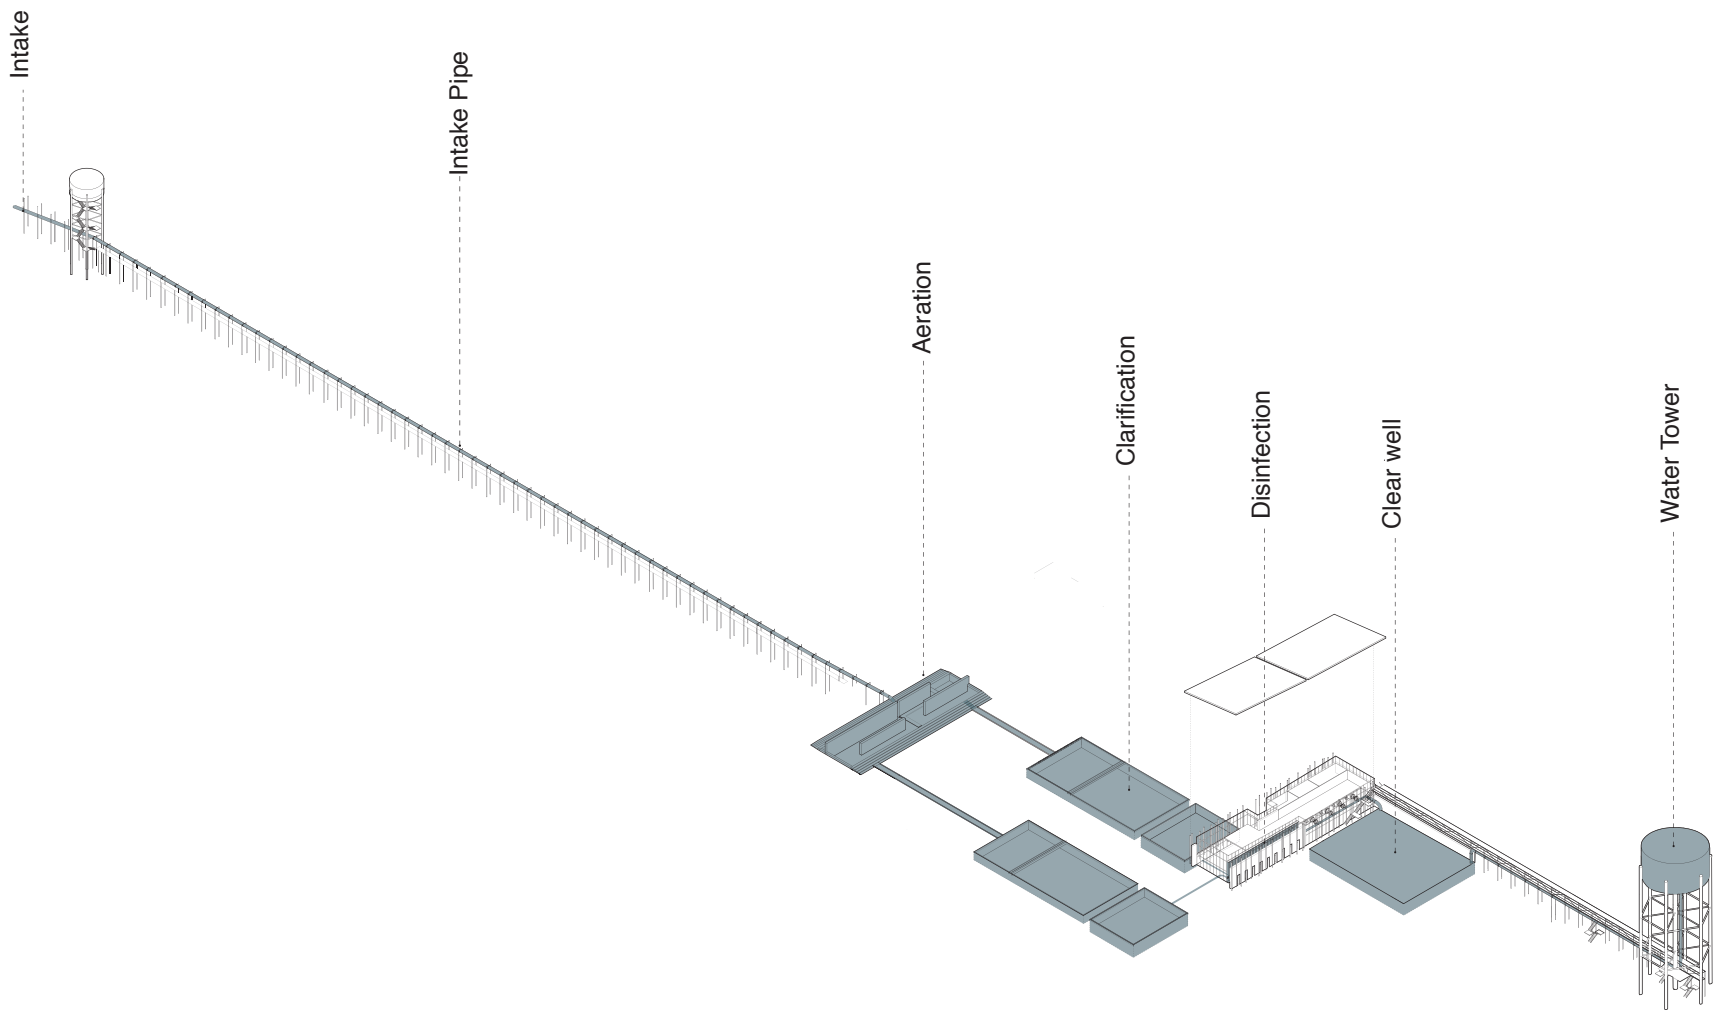 Intake
Intake Pipe
Aeration
Clarification
Disinfection
Clear well
Water Tower